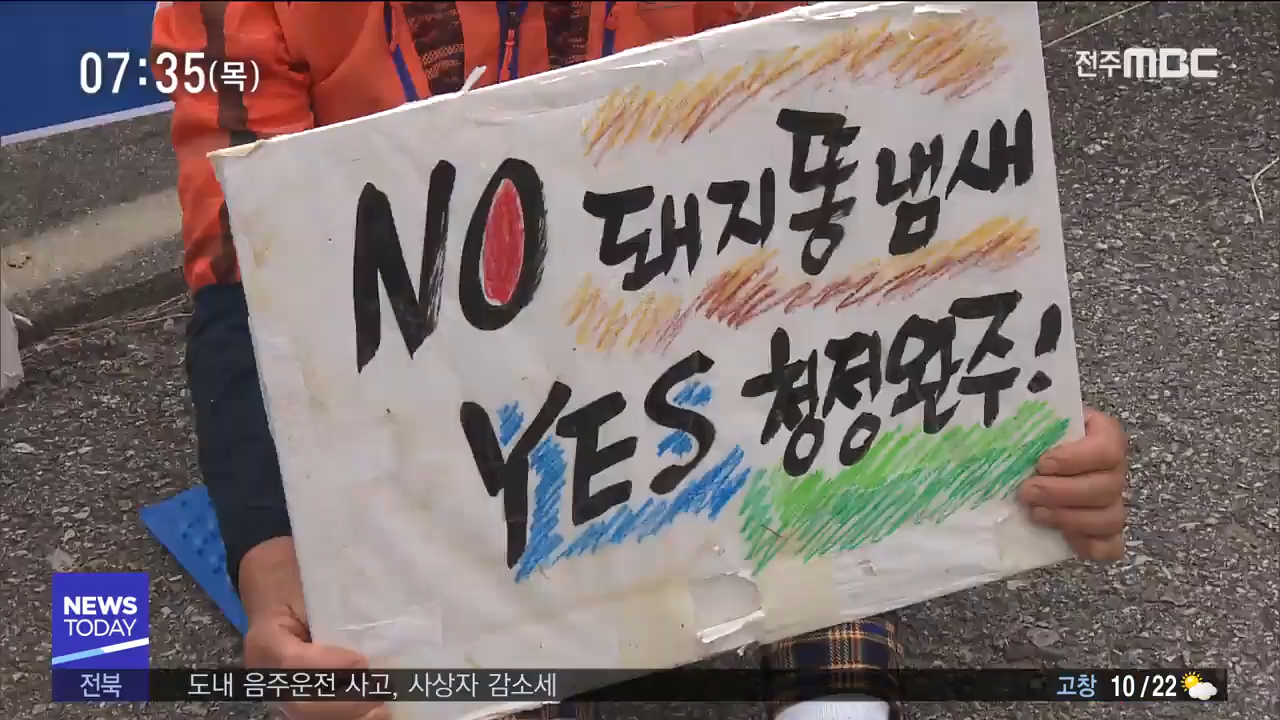 07:35(목)
전주MBC
NO 돼지똥 냄새
YES 청정완주!
NEWS
TODAY
전북
도내 음주운전 사고, 사상자 감소세
고창 10/22